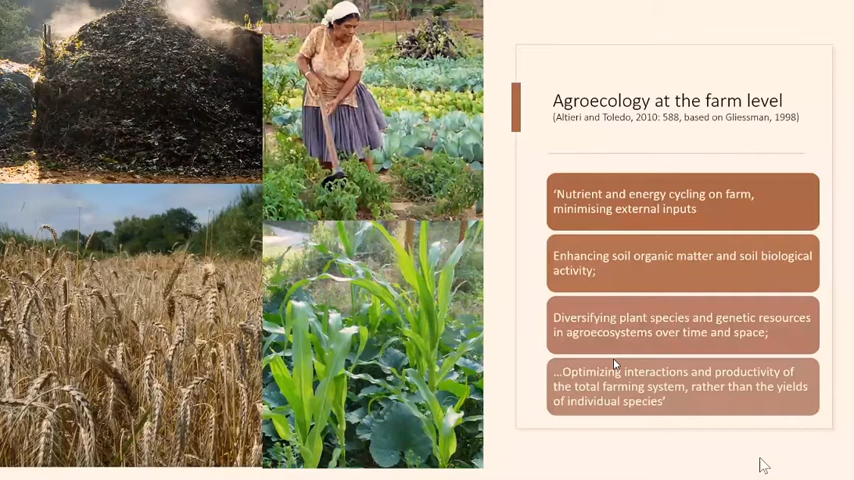 Agroecology at the farm level
(Altieri and Toledo, 2010: 588, based on Gliessman, 1998)
‘Nutrient and energy cycling on farm,
minimising external inputs
Enhancing soil organic matter and soil biological
activity;
Diversifying plant species and genetic resources
in agroecosystems over time and space;
...Optimizing interactions and productivity of
the total farming system, rather than the yields
of individual species’